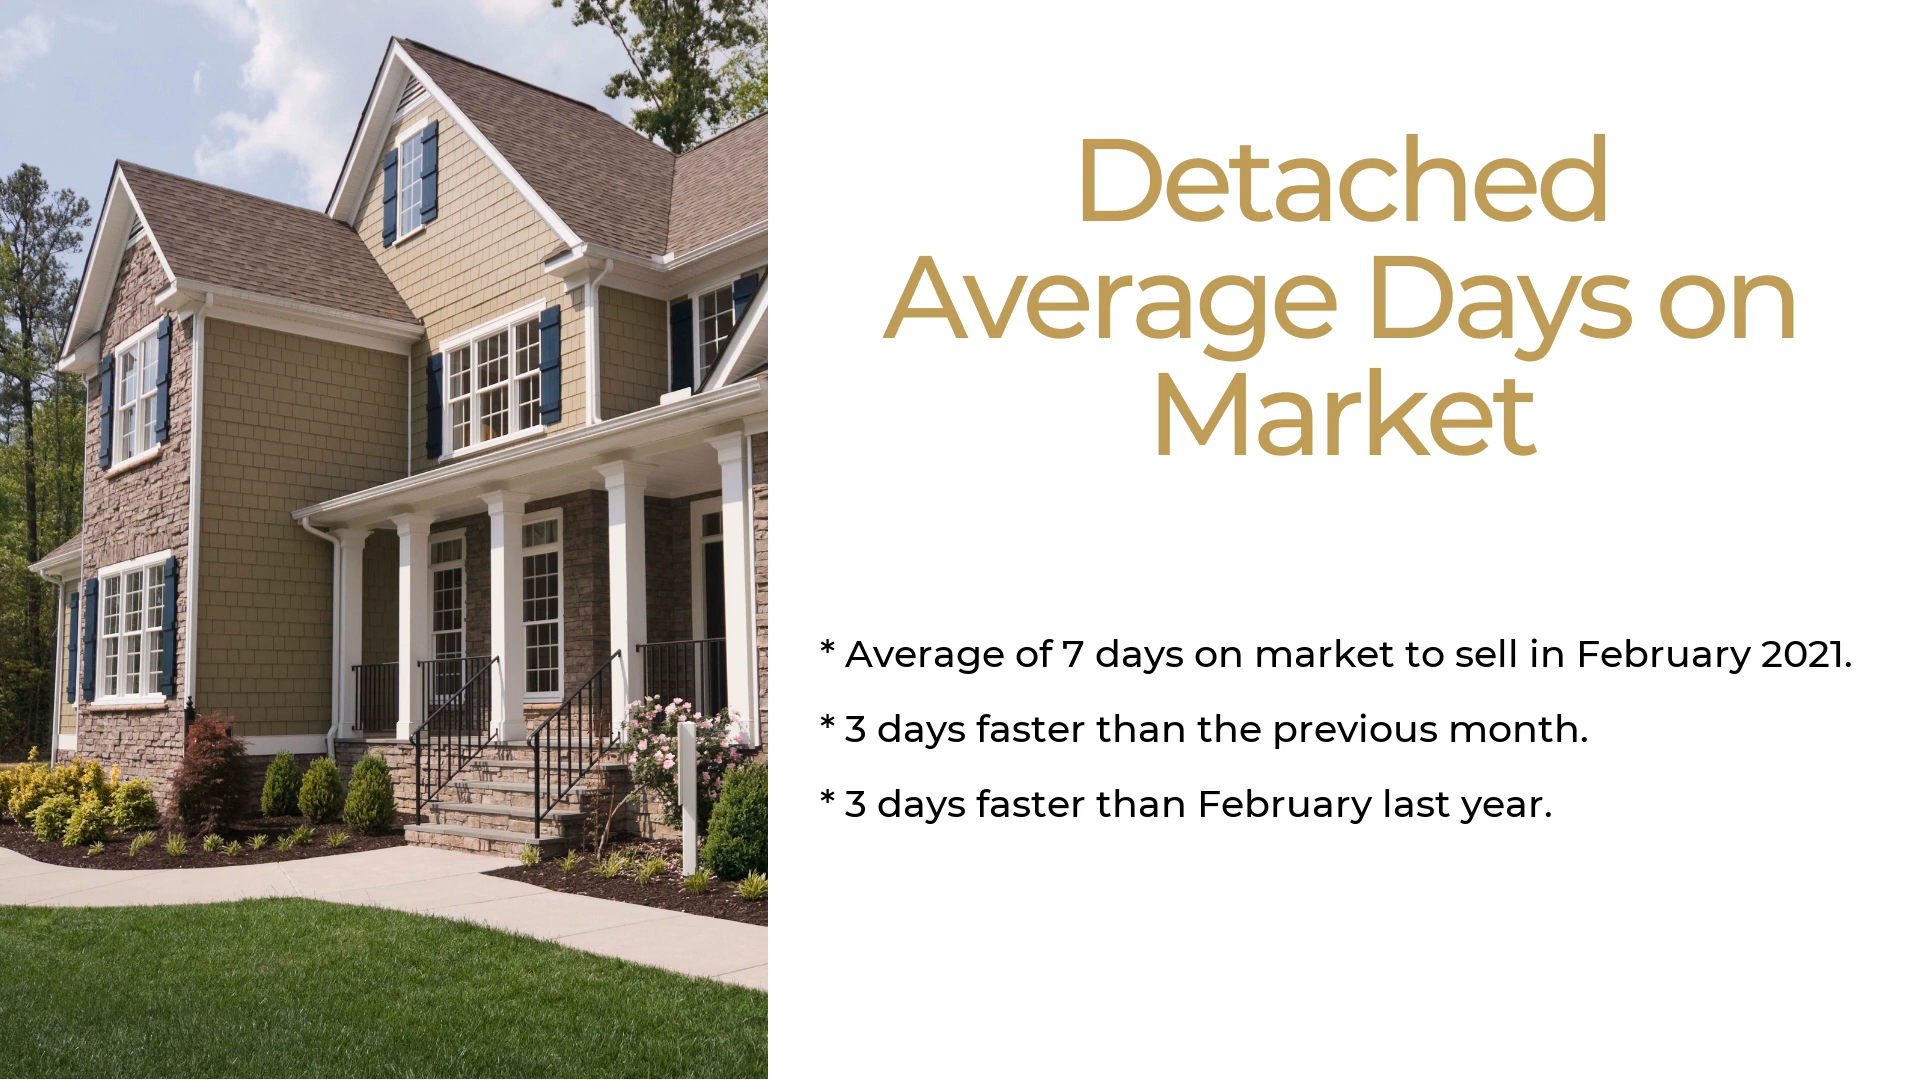 Detached
Average Days on
Market
* Average of 7 days on market to sell in February 2021.
* 3 days faster than the previous month.
* 3 days faster than February last year.